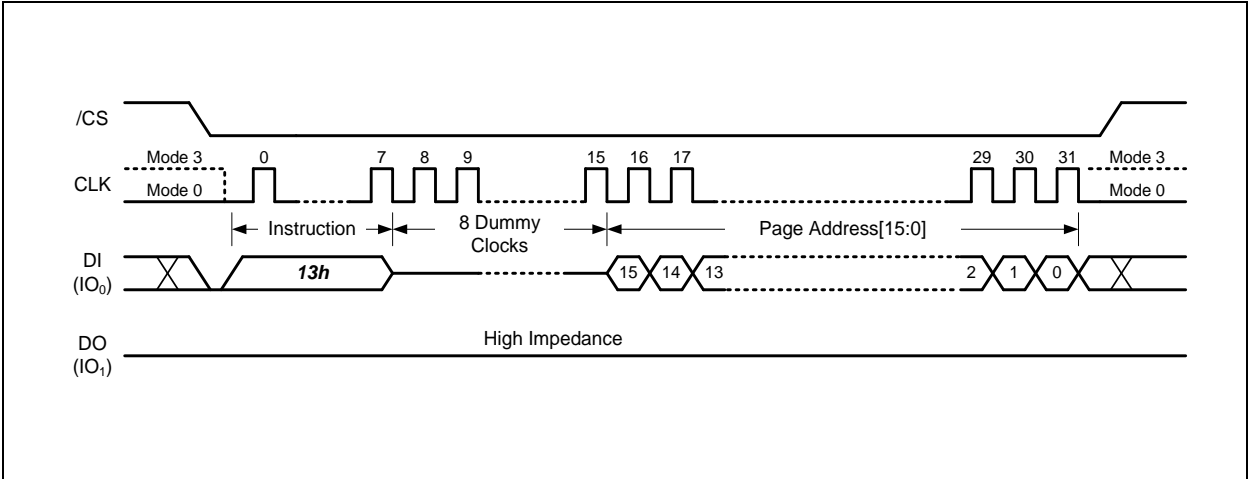 /CS
Mode 3 0 7 8 9 15 16 17 29 30 31 Mode 3
CLK
Mode 0 Mode 0
Instruction 8 Dummy Clocks Page Address[15:0]
DI
(IO₀)
13h 15 14 13 2 1 0
High Impedance
DO
(IO₁)